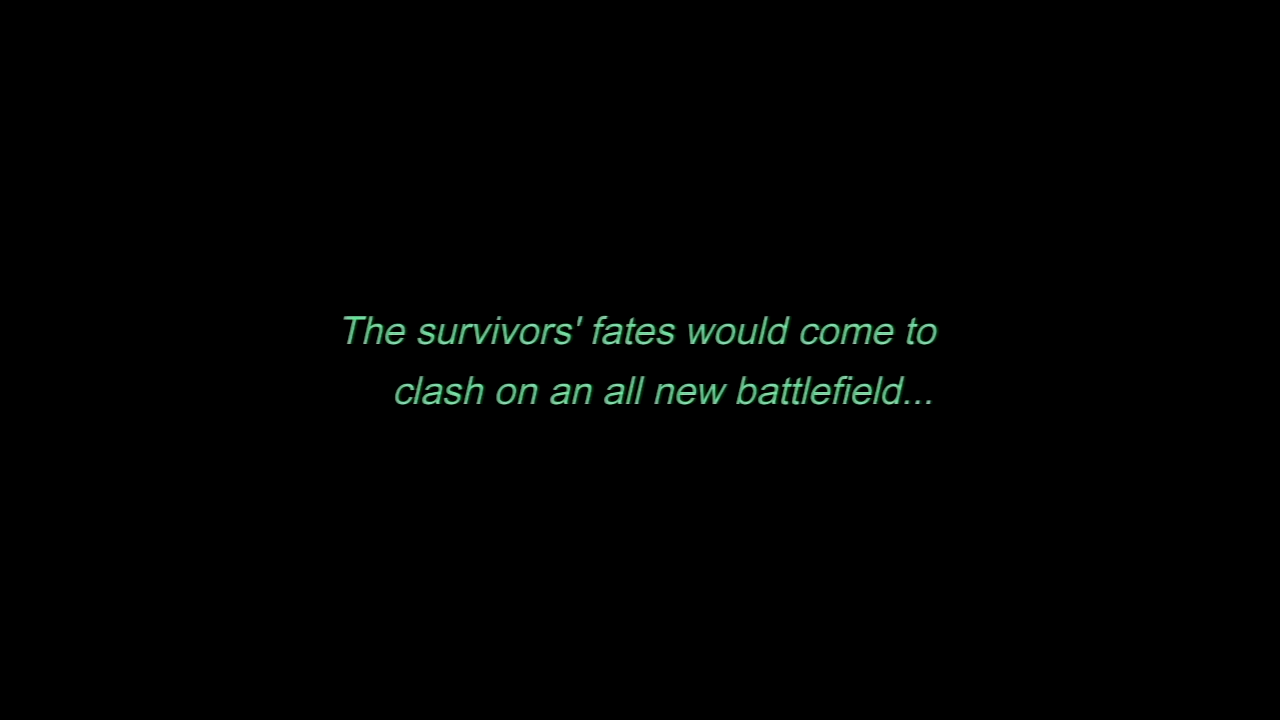 The survivors' fates would come to
clash on an all new battlefield...